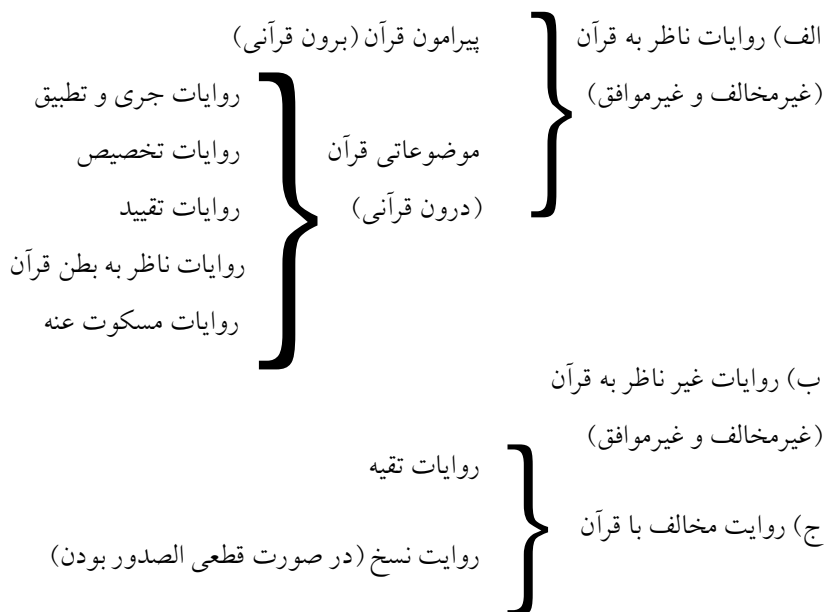 الف) روایات ناظر به قرآن
(غیرمخالف و غیرموافق)
پیرامون قرآن (برون قرآنی)
موضوعاتی قرآن
(درون قرآنی)
روایات جری و تطبیق
روایات تخصیص
روایات تقیید
روایات ناظر به بطن قرآن
روایات مسکوت عنه
ب) روایات غیر ناظر به قرآن
(غیرمخالف و غیرموافق)
ج) روایت مخالف با قرآن
روایات تقیه
روایت نسخ (در صورت قطعی الصدور بودن)